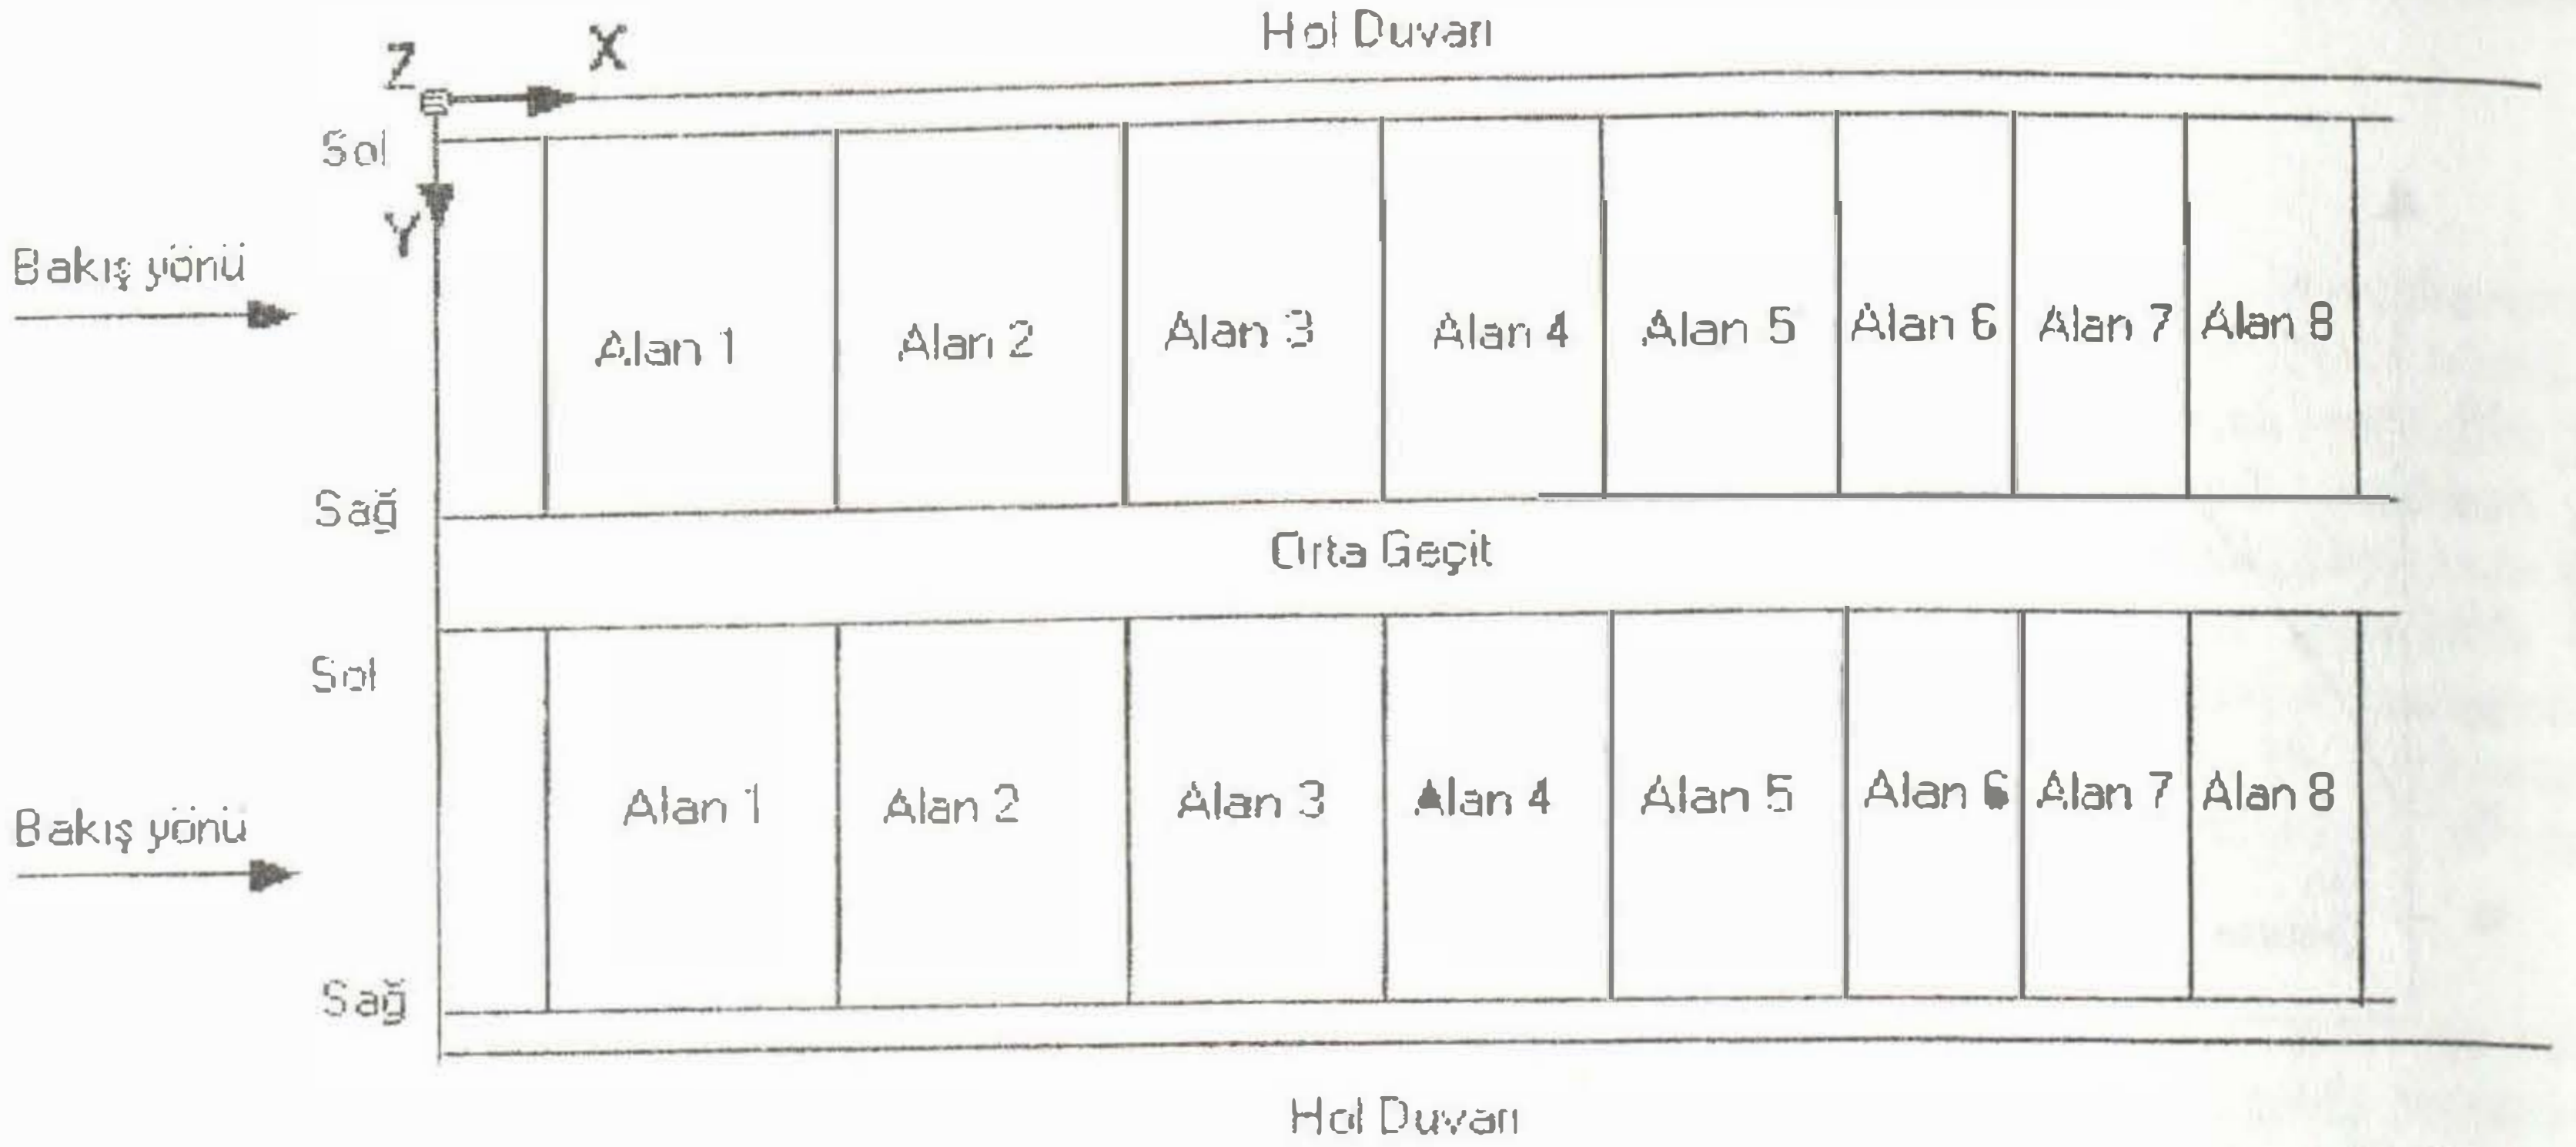 Hol Duvarı
Z X
Sol
Y
Bakış yönü
Alan 1 Alan 2 Alan 3 Alan 4 Alan 5 Alan 6 Alan 7 Alan 8
Sağ
Orta Geçit
Sol
Alan 1 Alan 2 Alan 3 Alan 4 Alan 5 Alan 6 Alan 7 Alan 8
Bakış yönü
Sağ
Hol Duvarı